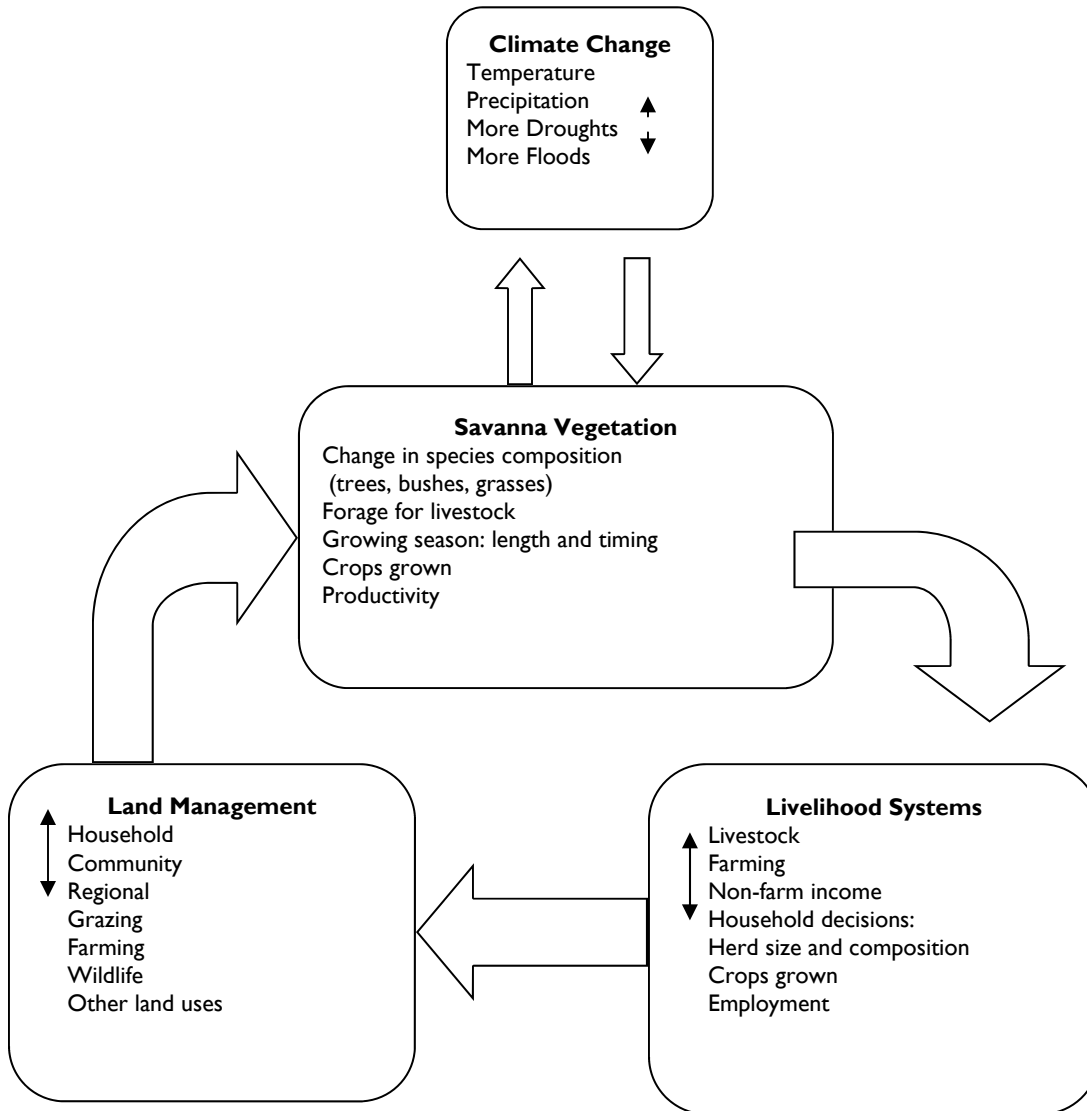 Climate Change
Temperature
Precipitation
More Droughts
More Floods
Savanna Vegetation
Change in species composition
(trees, bushes, grasses)
Forage for livestock
Growing season: length and timing
Crops grown
Productivity
Land Management
Household
Community
Regional
Grazing
Farming
Wildlife
Other land uses
Livelihood Systems
Livestock
Farming
Non-farm income
Household decisions:
Herd size and composition
Crops grown
Employment